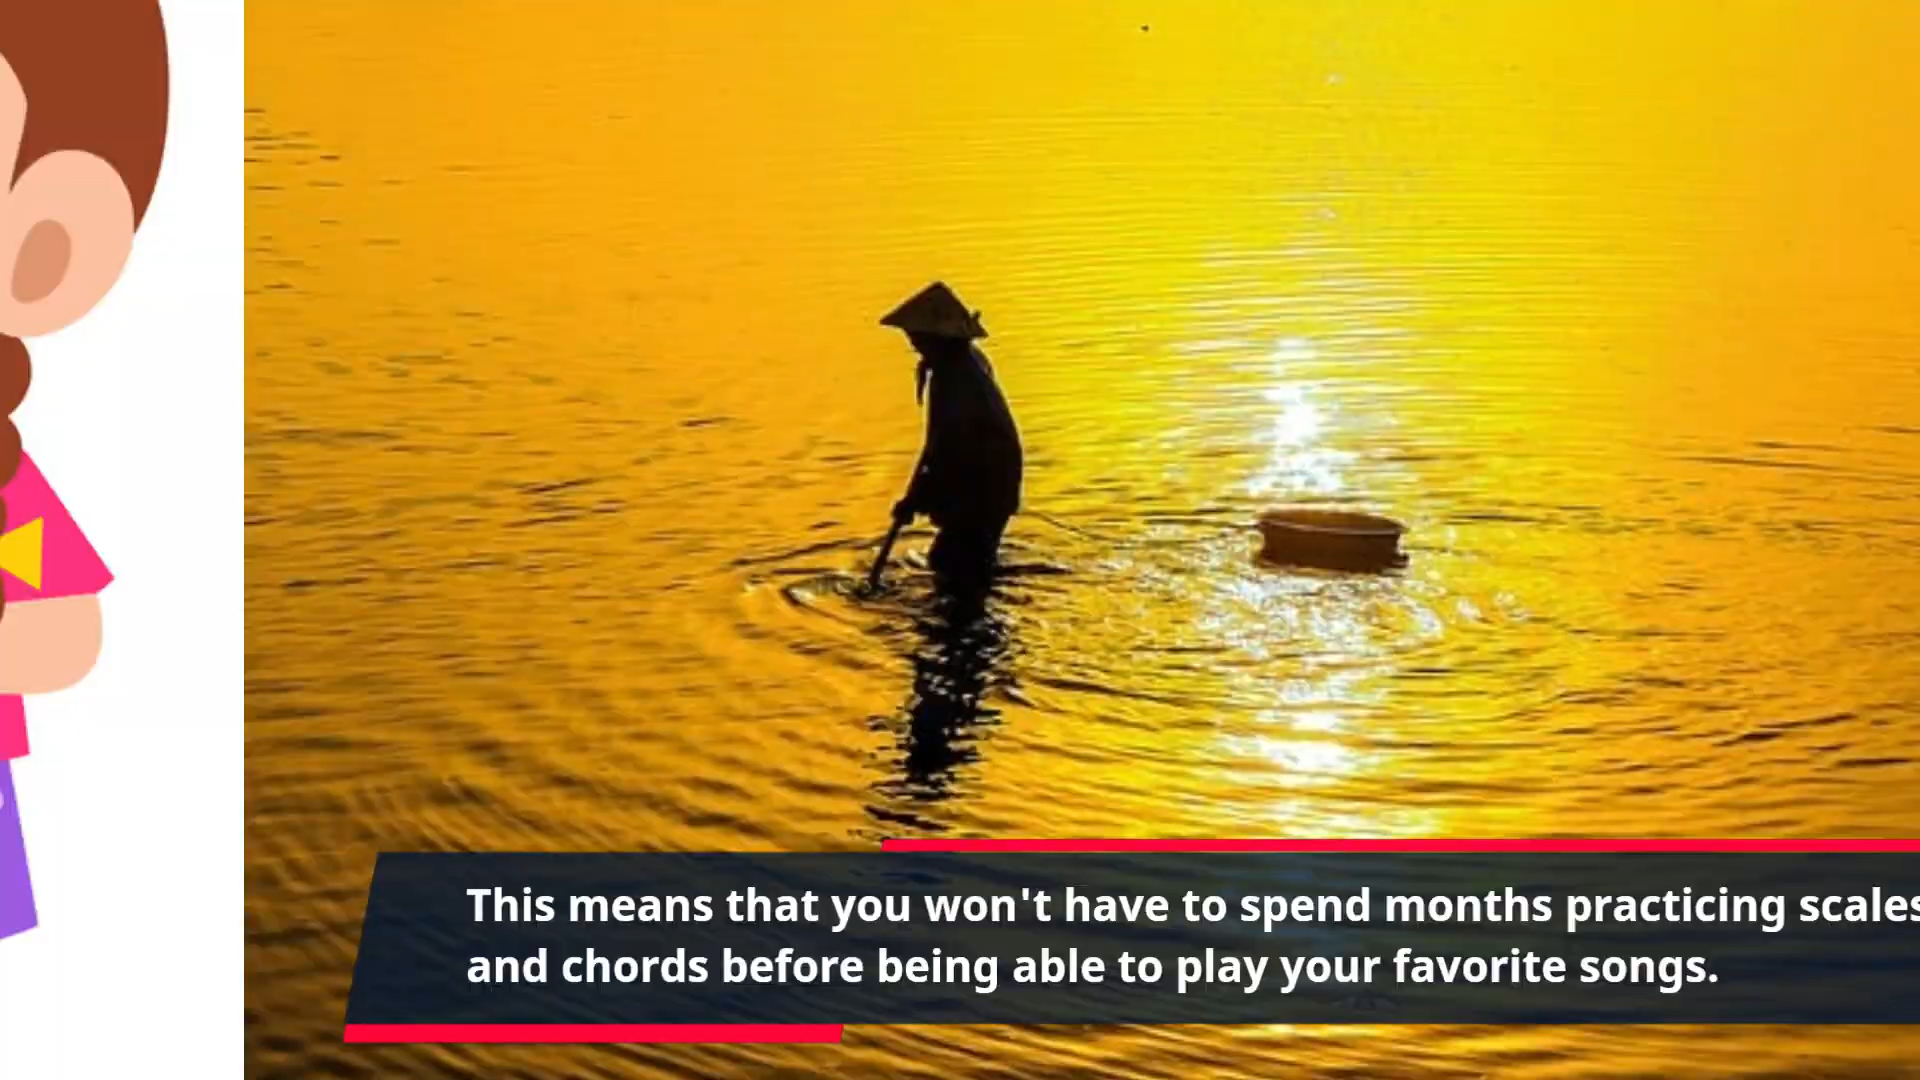 This means that you won't have to spend months practicing scales
and chords before being able to play your favorite songs.